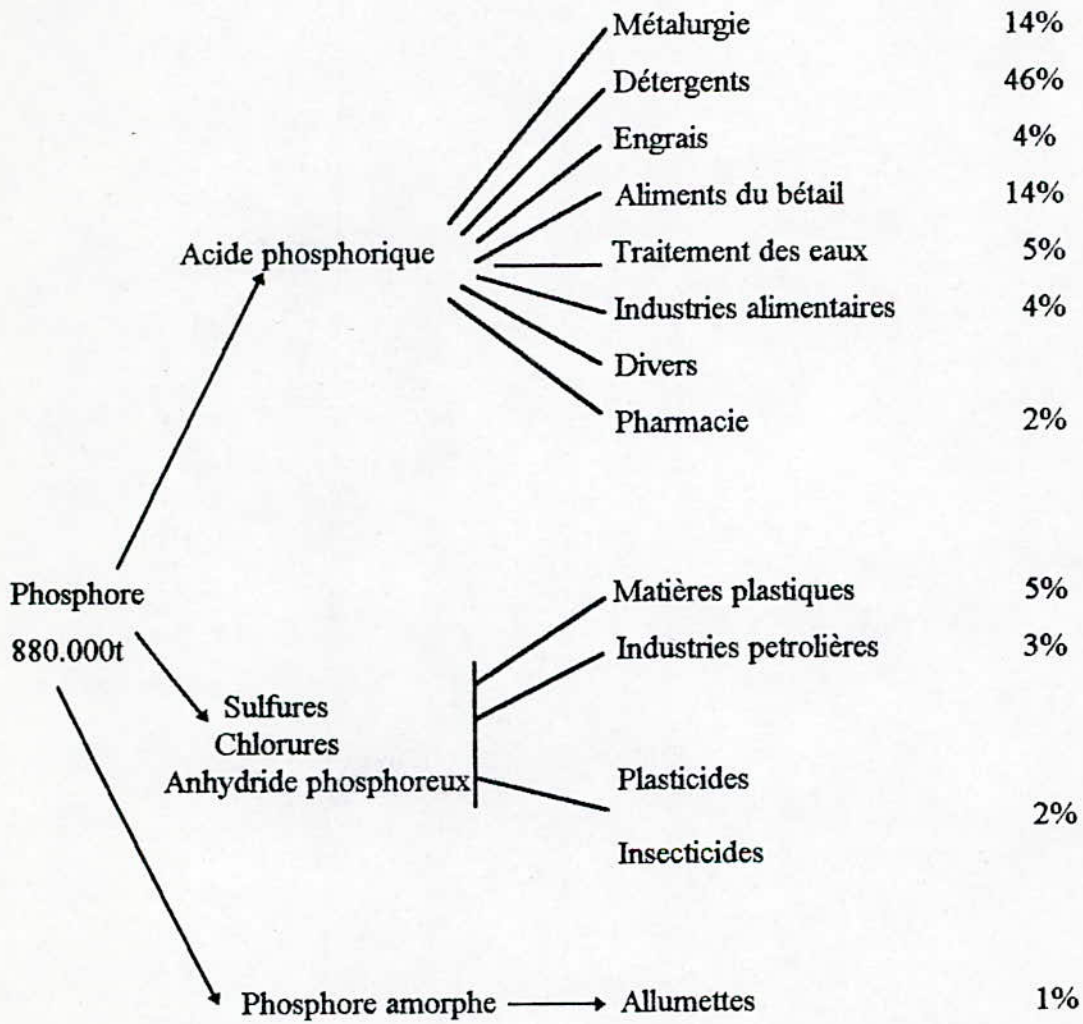 Métalurgie 14%
Détergents 46%
Engrais 4%
Aliments du bétail 14%
Acide phosphorique
Traitement des eaux 5%
Industries alimentaires 4%
Divers
Pharmacie 2%
Phosphore
Matières plastiques 5%
880.000t
Industries petrolières 3%
Sulfures
Chlorures
Anhydride phosphoreux
Plasticides
2%
Insecticides
Phosphore amorphe
Allumettes 1%